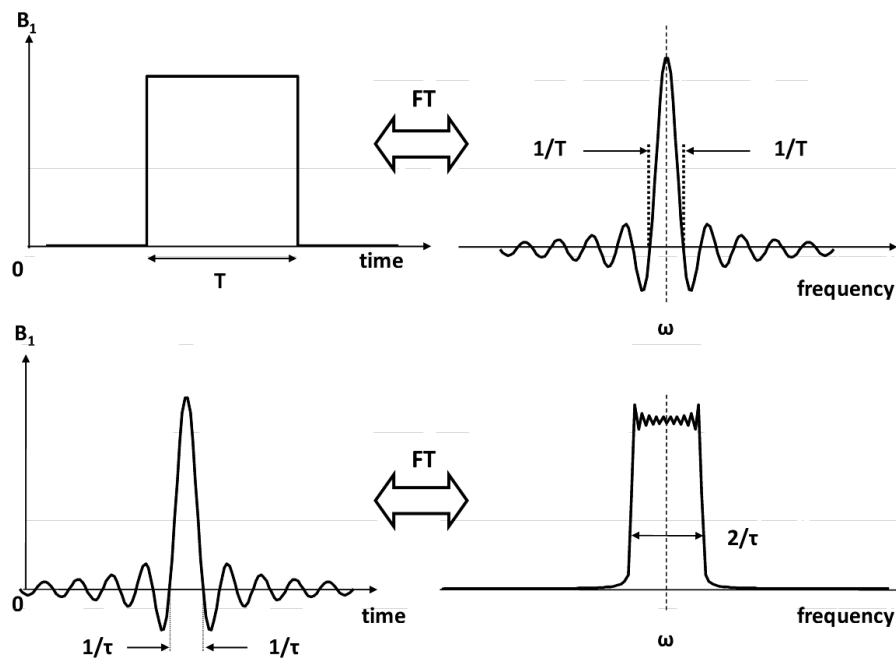 B₁
FT
1/T
1/T
0
T
time
frequency
ω
B₁
FT
2/τ
0
time
frequency
1/τ
1/τ
ω